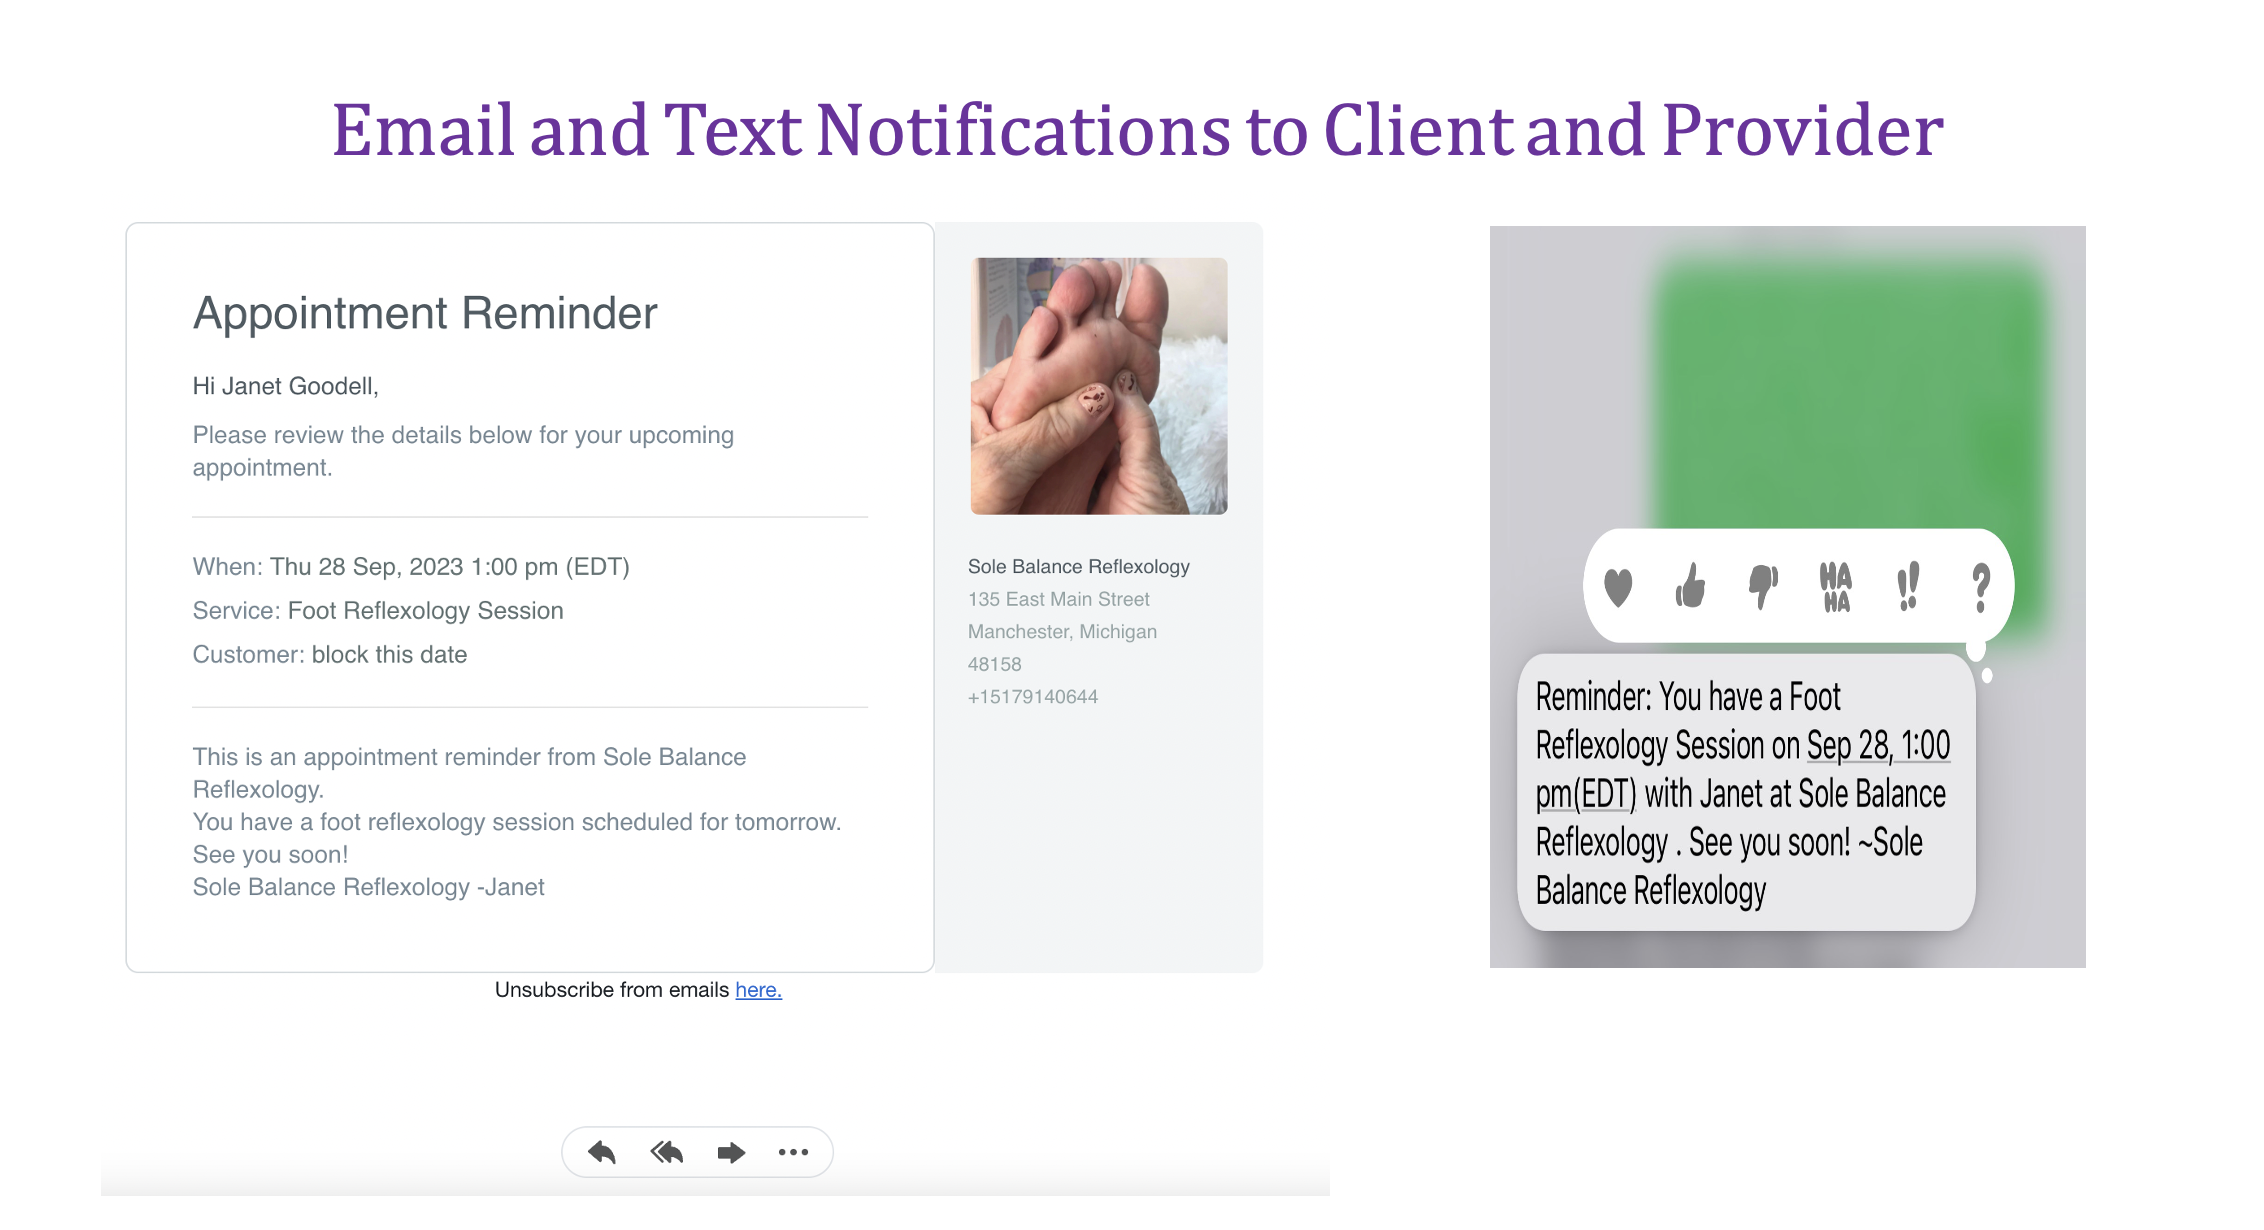 Email and Text Notifications to Client and Provider
Appointment Reminder
Hi Janet Goodell,
Please review the details below for your upcoming
appointment.
When: Thu 28 Sep, 2023 1:00 pm (EDT)
Service: Foot Reflexology Session
Customer: block this date
This is an appointment reminder from Sole Balance
Reflexology.
You have a foot reflexology session scheduled for tomorrow.
See you soon!
Sole Balance Reflexology -Janet
Unsubscribe from emails here.
Sole Balance Reflexology
135 East Main Street
Manchester, Michigan
48158
+15179140644
HA
HA
!!
?
Reminder: You have a Foot
Reflexology Session on Sep 28, 1:00
pm(EDT) with Janet at Sole Balance
Reflexology . See you soon! ~Sole
Balance Reflexology